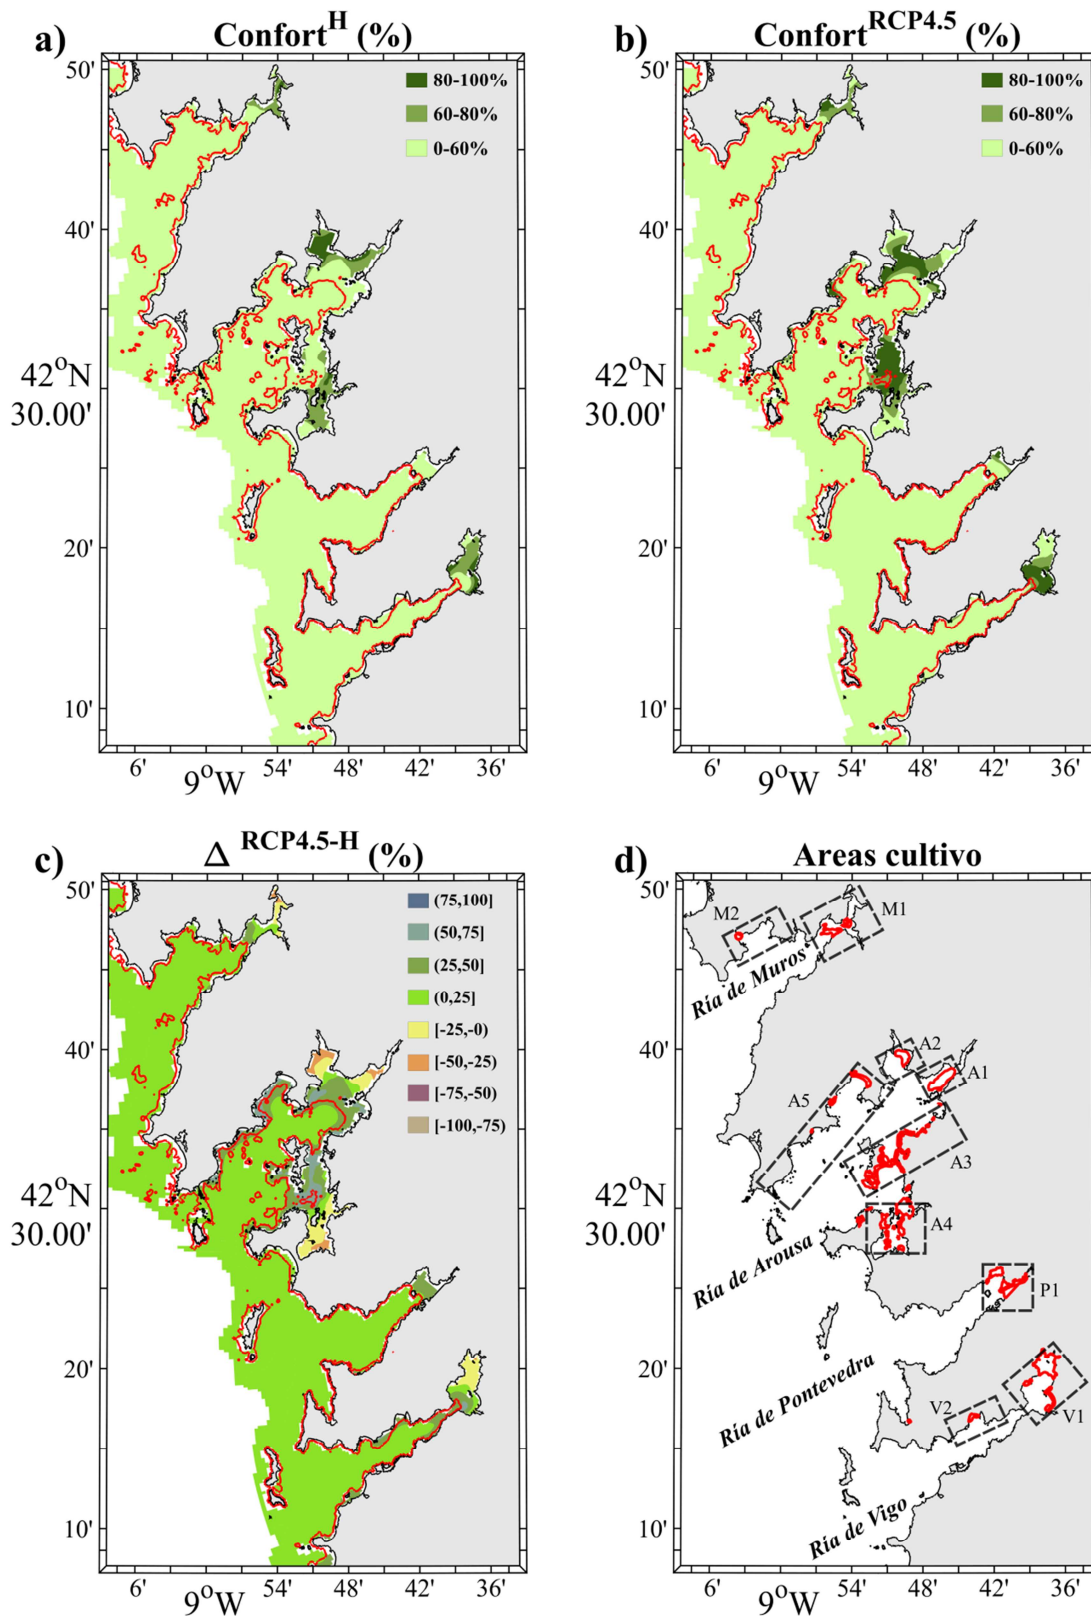 a) Confort^H (%)
80-100%
60-80%
0-60%
50'
40'
42°N
30.00'
20'
10'
6'
9°W
54'
48'
42'
36'
b) Confort^RCP4.5 (%)
80-100%
60-80%
0-60%
50'
40'
42°N
30.00'
20'
10'
6'
9°W
54'
48'
42'
36'
c) Δ ^RCP4.5-H (%)
(75,100]
(50,75]
(25,50]
(0,25]
[-25,-0)
[-50,-25)
[-75,-50)
[-100,-75)
50'
40'
42°N
30.00'
20'
10'
6'
9°W
54'
48'
42'
36'
d) Areas cultivo
M2
M1
Ría de Muros
A2
A1
A5
A3
A4
Ría de Arousa
P1
Ría de Pontevedra
V2
V1
Ría de Vigo
50'
40'
42°N
30.00'
20'
10'
6'
9°W
54'
48'
42'
36'